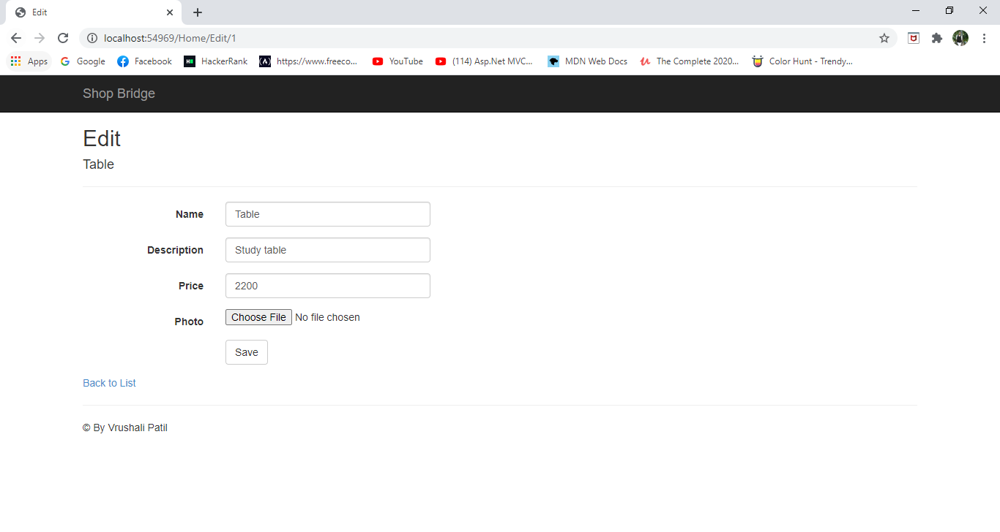 Edit
localhost:54969/Home/Edit/1
Apps Google Facebook HackerRank https://www.freeco... YouTube (114) Asp.Net MVC... MDN Web Docs The Complete 2020... Color Hunt - Trendy...
Shop Bridge
Edit
Table
Name Table
Description Study table
Price 2200
Photo Choose File No file chosen
Save
Back to List
© By Vrushali Patil